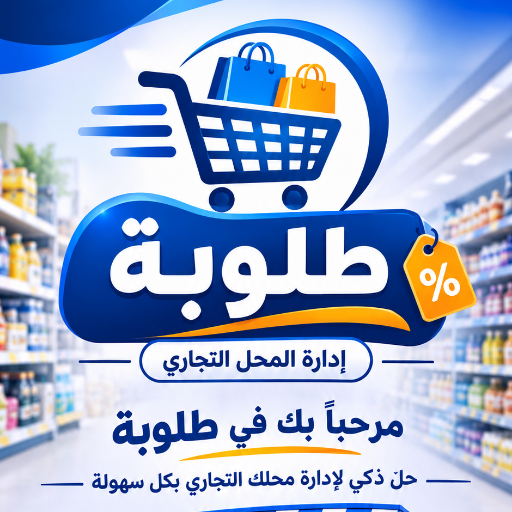 طلوبة
%
إدارة المحل التجاري
مرحباً بك في طلوبة
حل ذكي لإدارة محلك التجاري بكل سهولة